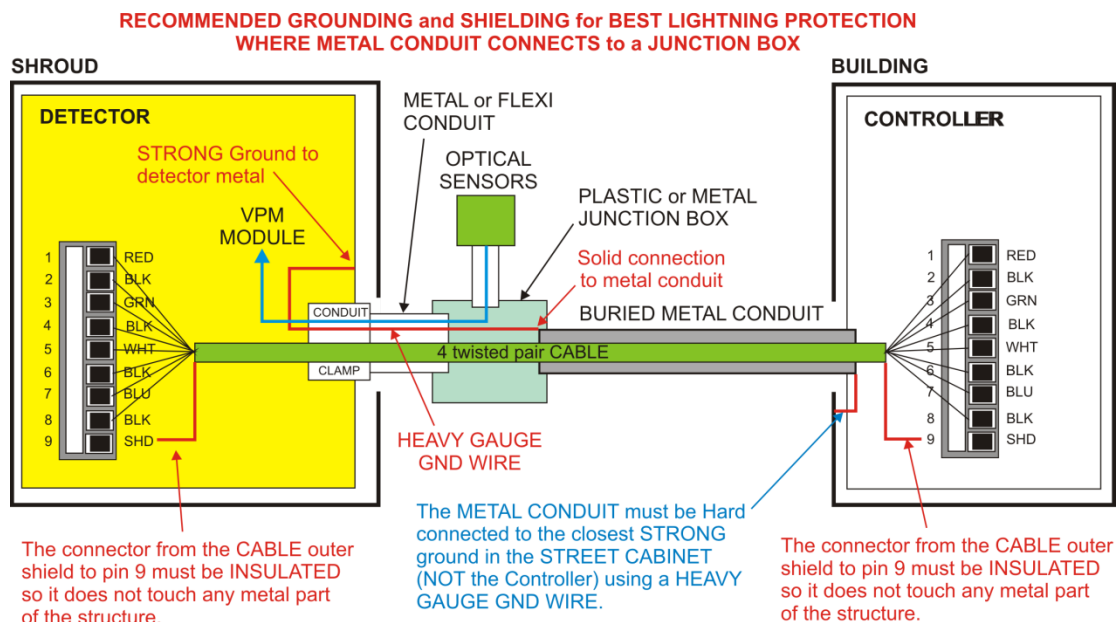 RECOMMENDED GROUNDING and SHIELDING for BEST LIGHTNING PROTECTION
WHERE METAL CONDUIT CONNECTS to a JUNCTION BOX
SHROUD
DETECTOR
STRONG Ground to
detector metal
VPM
MODULE
1 RED
2 BLK
3 GRN
4 BLK
5 WHT
6 BLK
7 BLU
8 BLK
9 SHD
METAL or FLEXI
CONDUIT
OPTICAL
SENSORS
PLASTIC or METAL
JUNCTION BOX
Solid connection
to metal conduit
CONDUIT
CLAMP
BURIED METAL CONDUIT
4 twisted pair CABLE
HEAVY GAUGE
GND WIRE
BUILDING
CONTROLLER
1 RED
2 BLK
3 GRN
4 BLK
5 WHT
6 BLK
7 BLU
8 BLK
9 SHD
The connector from the CABLE outer
shield to pin 9 must be INSULATED
so it does not touch any metal part
of the structure.
The METAL CONDUIT must be Hard
connected to the closest STRONG
ground in the STREET CABINET
(NOT the Controller) using a HEAVY
GAUGE GND WIRE.
The connector from the CABLE outer
shield to pin 9 must be INSULATED
so it does not touch any metal part
of the structure.